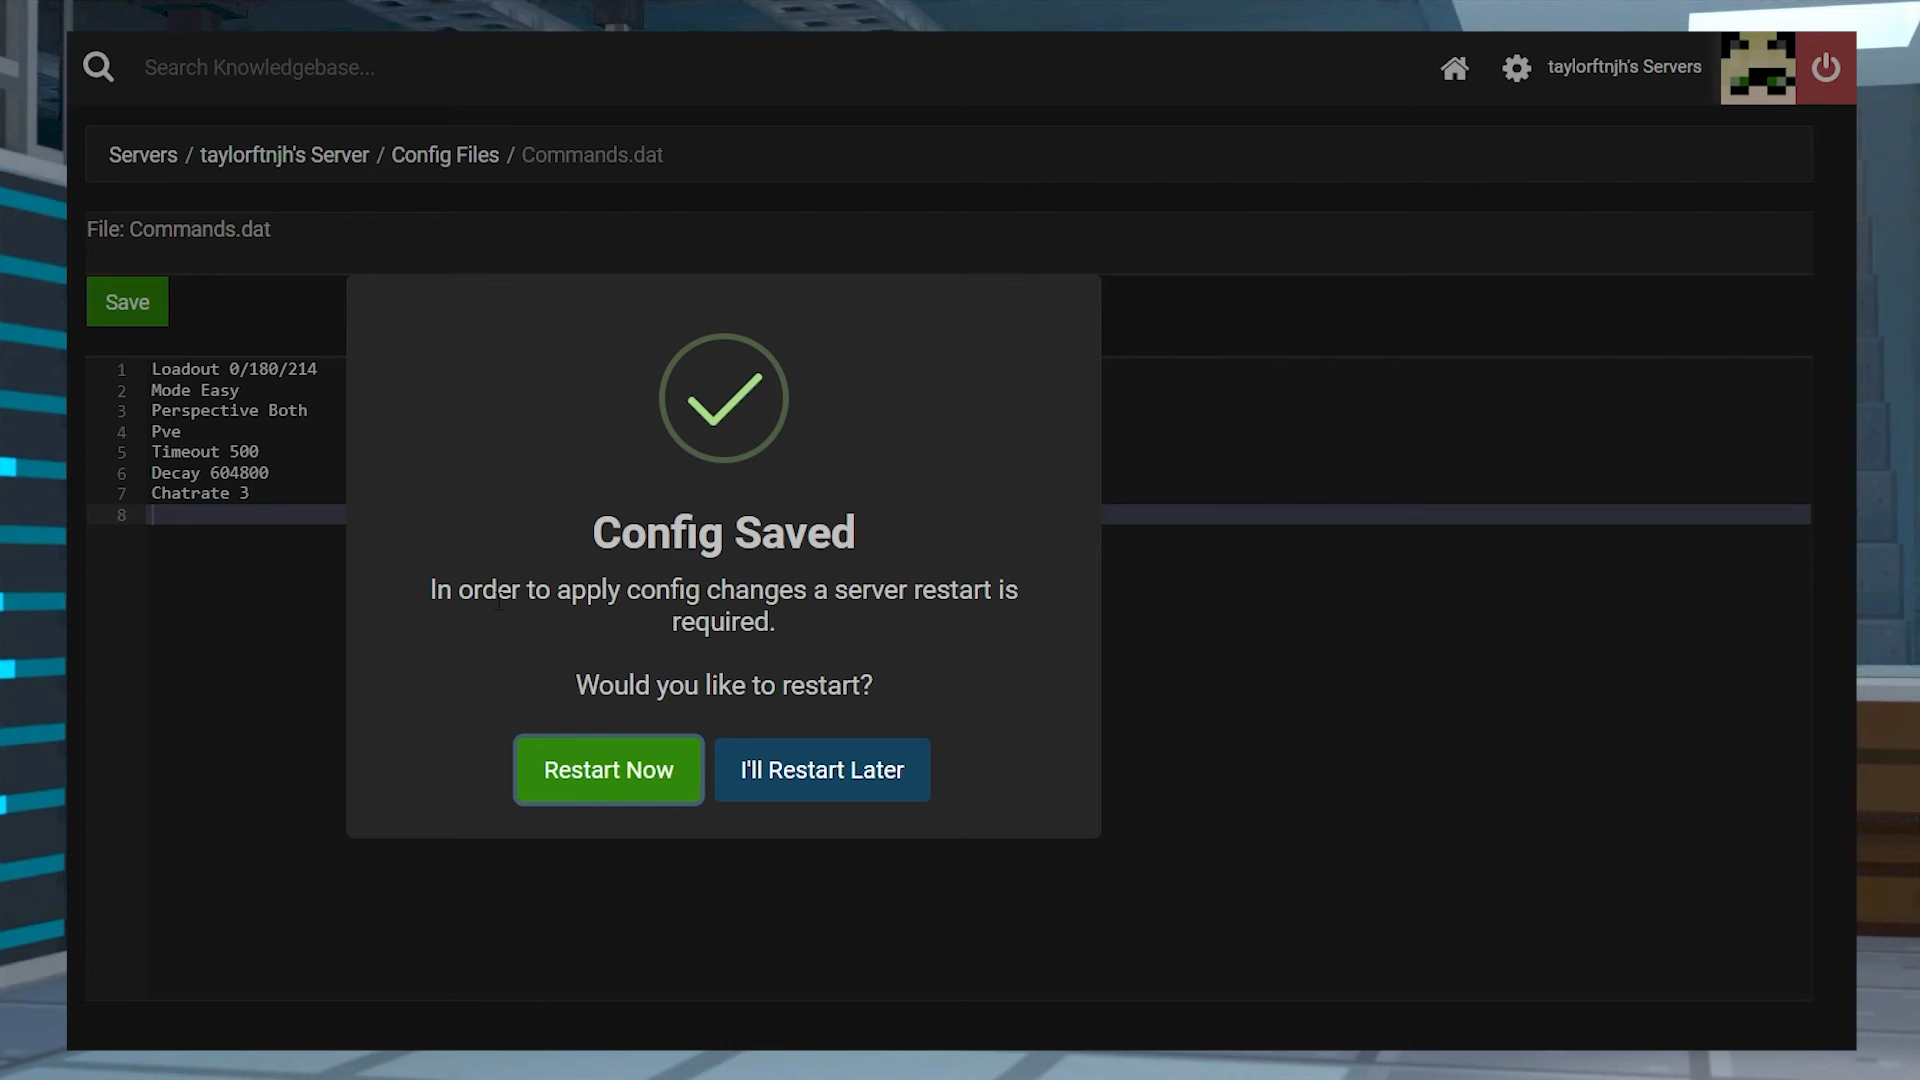 Search Knowledgebase...
taylorftnjh's Servers
Servers / taylorftnjh's Server / Config Files / Commands.dat
File: Commands.dat
Save
1 Loadout 0/180/214
2 Mode Easy
3 Perspective Both
4 Pve
5 Timeout 500
6 Decay 604800
7 Chatrate 3
8
Config Saved
In order to apply config changes a server restart is
required.
Would you like to restart?
Restart Now
I'll Restart Later